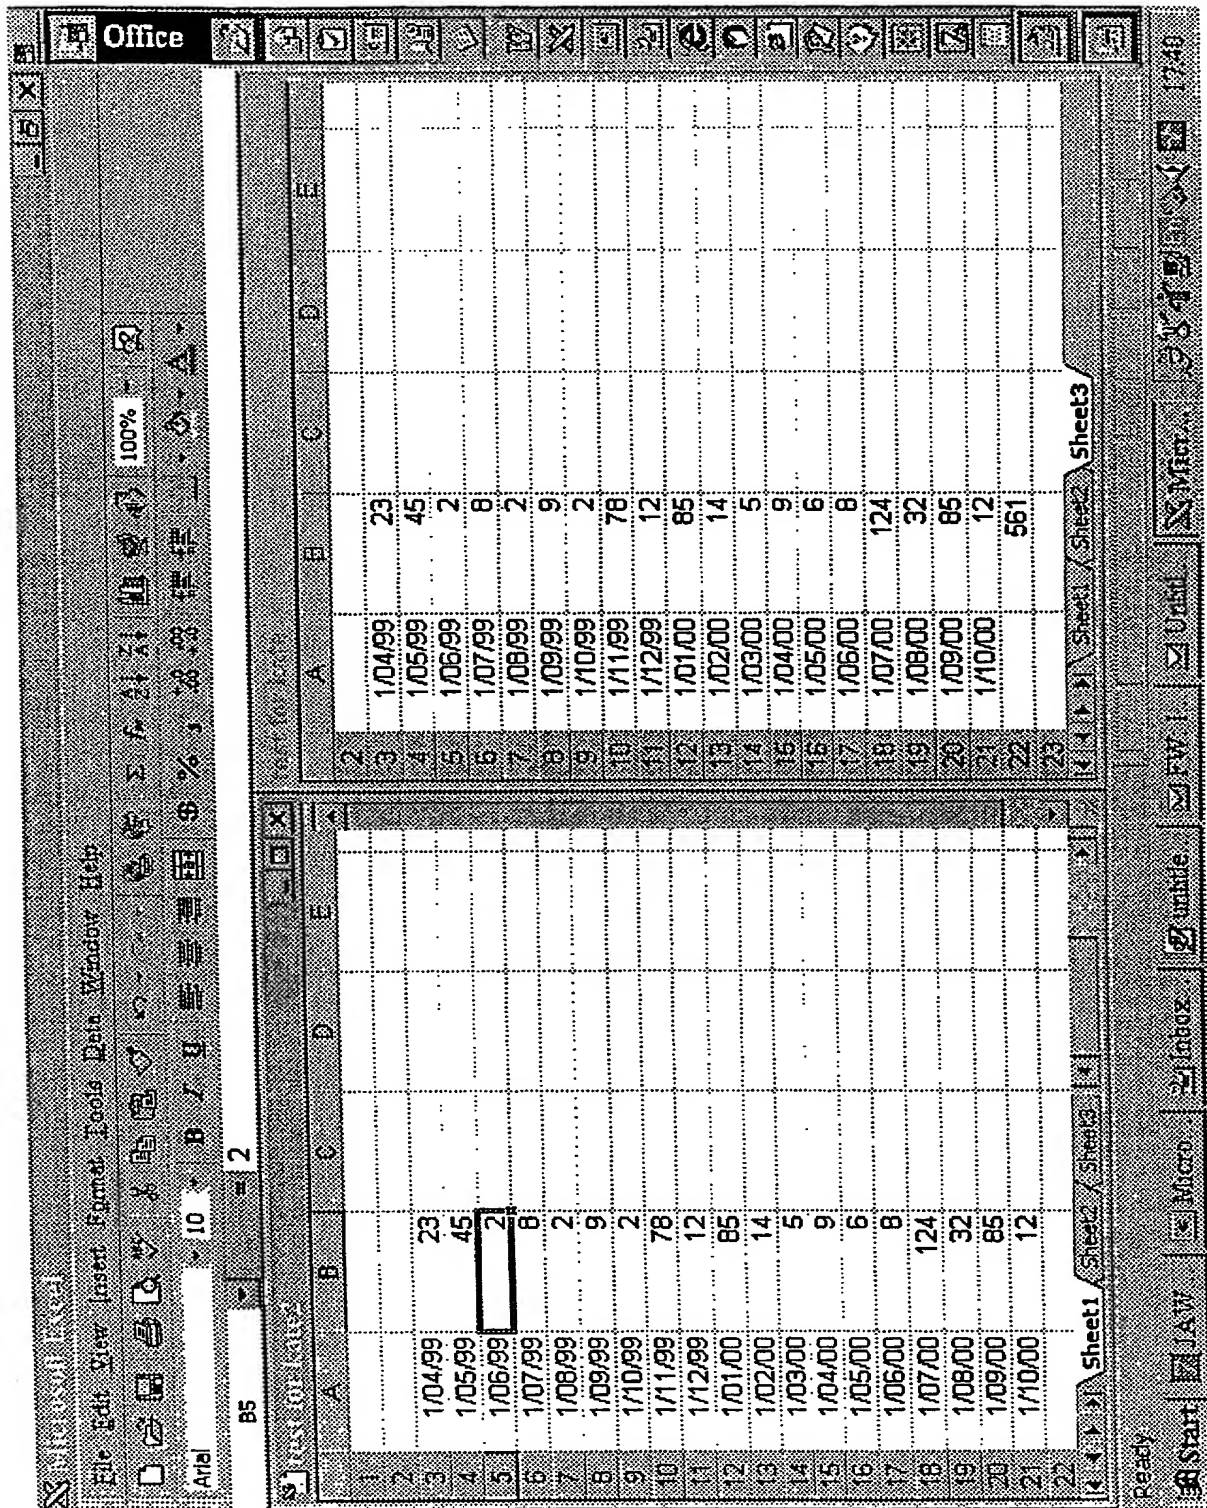 Microsoft Excel
File Edit View Insert Format Tools Data Window Help
100%
Arial 10 B I U $ % ,
B5 = 2
Office
A B C D E
1
2
3 1/04/99 23
4 1/05/99 45
5 1/06/99 2
6 1/07/99 8
7 1/08/99 2
8 1/09/99 9
9 1/10/99 2
10 1/11/99 78
11 1/12/99 12
12 1/01/00 85
13 1/02/00 14
14 1/03/00 5
15 1/04/00 9
16 1/05/00 6
17 1/06/00 8
18 1/07/00 124
19 1/08/00 32
20 1/09/00 85
21 1/10/00 12
22
Sheet1 Sheet2 Sheet3
A B C D E
2
3 1/04/99 23
4 1/05/99 45
5 1/06/99 2
6 1/07/99 8
7 1/08/99 2
8 1/09/99 9
9 1/10/99 2
10 1/11/99 78
11 1/12/99 12
12 1/01/00 85
13 1/02/00 14
14 1/03/00 5
15 1/04/00 9
16 1/05/00 6
17 1/06/00 8
18 1/07/00 124
19 1/08/00 32
20 1/09/00 85
21 1/10/00 12
22 561
23
Sheet1 Sheet2 Sheet3
Ready
Start IAW ... Micro... Inbox... untitle... FW I... Untitl... Micr... 17:40